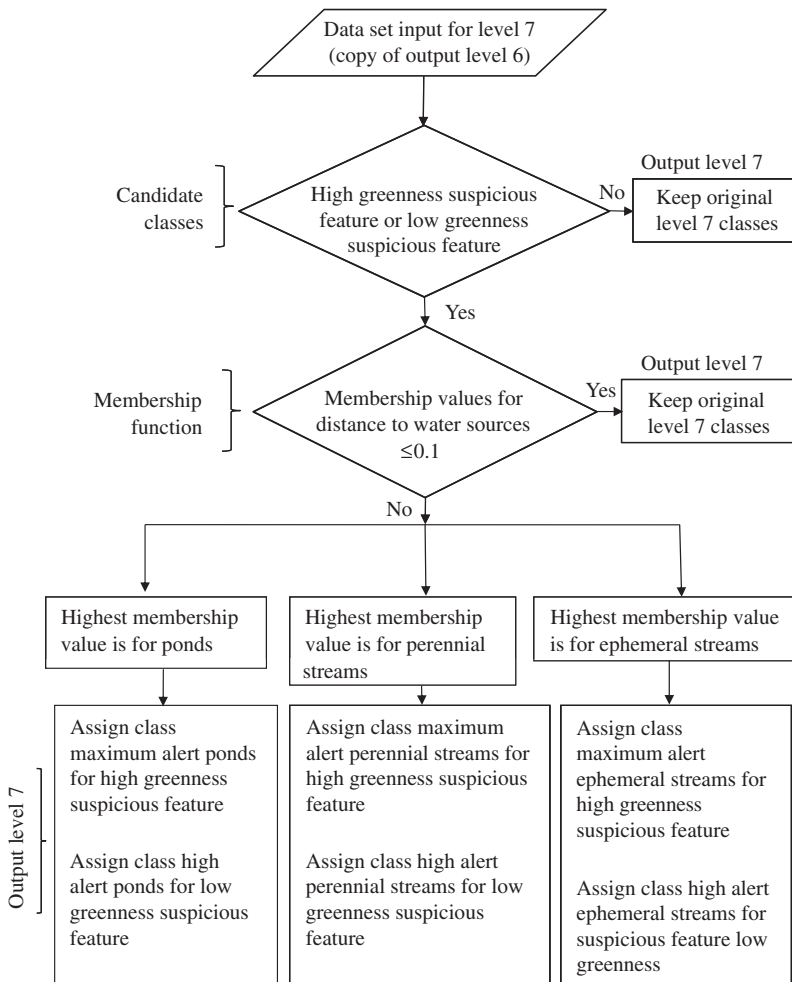 Data set input for level 7
(copy of output level 6)
Output level 7
Candidate
classes
High greenness suspicious
feature or low greenness
suspicious feature
No
Keep original
level 7 classes
Yes
Output level 7
Membership
function
Membership values for
distance to water sources
≤0.1
Yes
Keep original
level 7 classes
No
Highest membership
value is for ponds
Highest membership
value is for perennial
streams
Highest membership value
is for ephemeral streams
Output level 7
Assign class
maximum alert ponds
for high greenness
suspicious feature
Assign class high
alert ponds for low
greenness suspicious
feature
Assign class maximum
alert perennial streams for
high greenness suspicious
feature
Assign class high alert
perennial streams for low
greenness suspicious
feature
Assign class
maximum alert
ephemeral streams for
high greenness
suspicious feature
Assign class high alert
ephemeral streams for
suspicious feature low
greenness